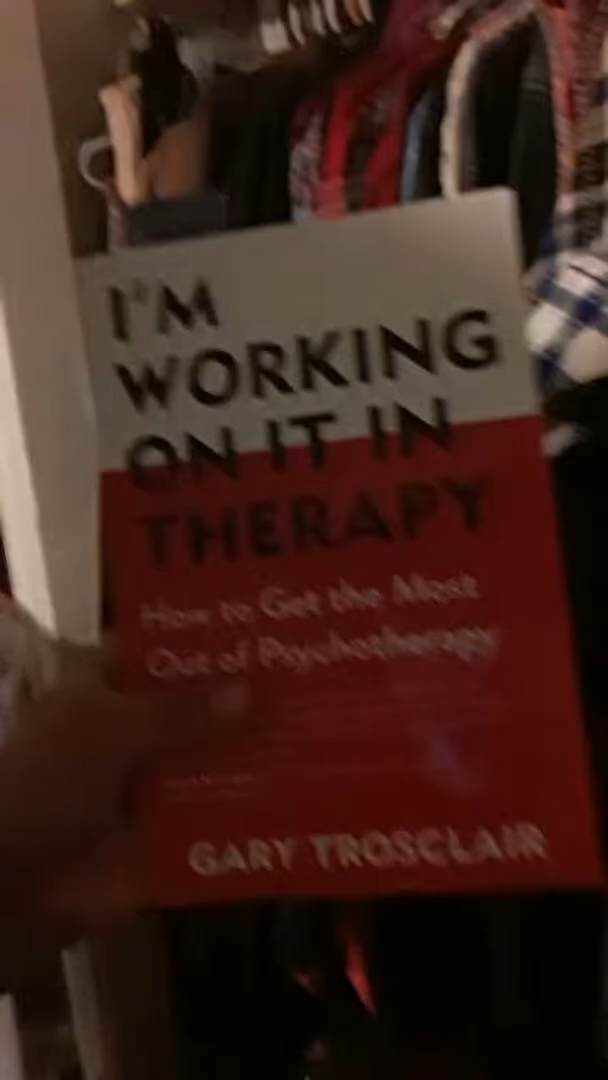 I'M
WORKING
ON IT IN
THERAPY
How to Get the Most
Out of Psychotherapy
GARY TROSCLAIR